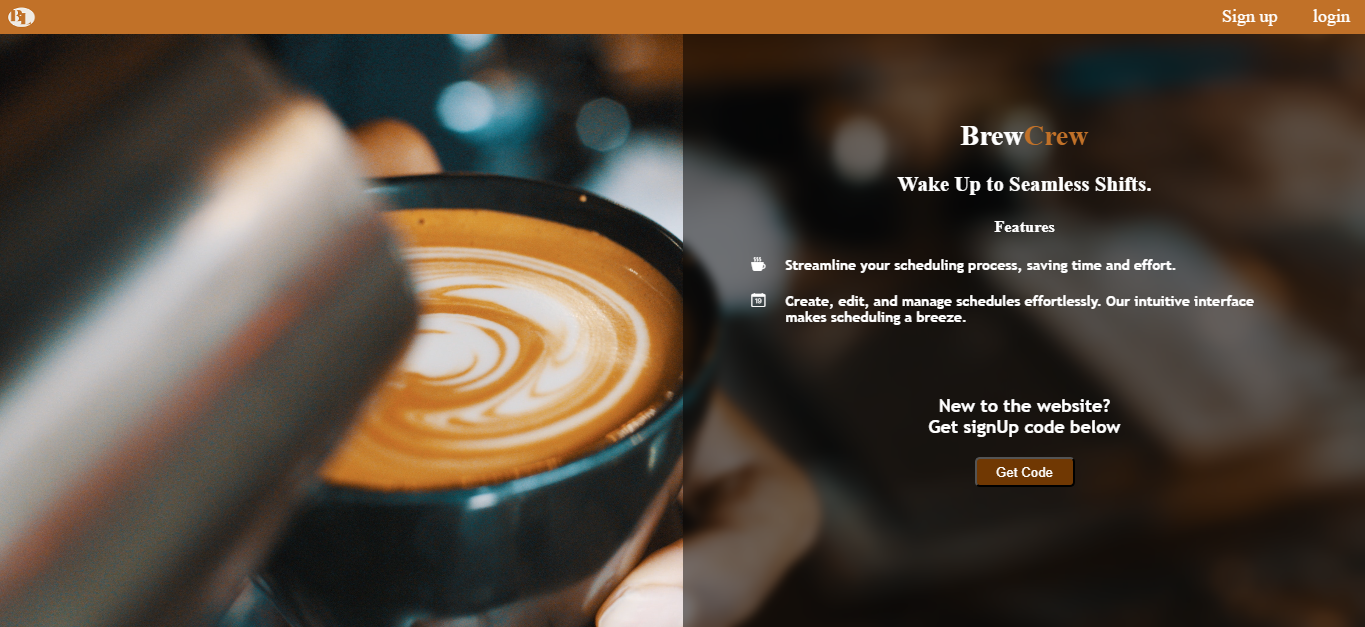 Sign up login
BrewCrew
Wake Up to Seamless Shifts.
Features
Streamline your scheduling process, saving time and effort.
19
Create, edit, and manage schedules effortlessly. Our intuitive interface
makes scheduling a breeze.
New to the website?
Get signUp code below
Get Code